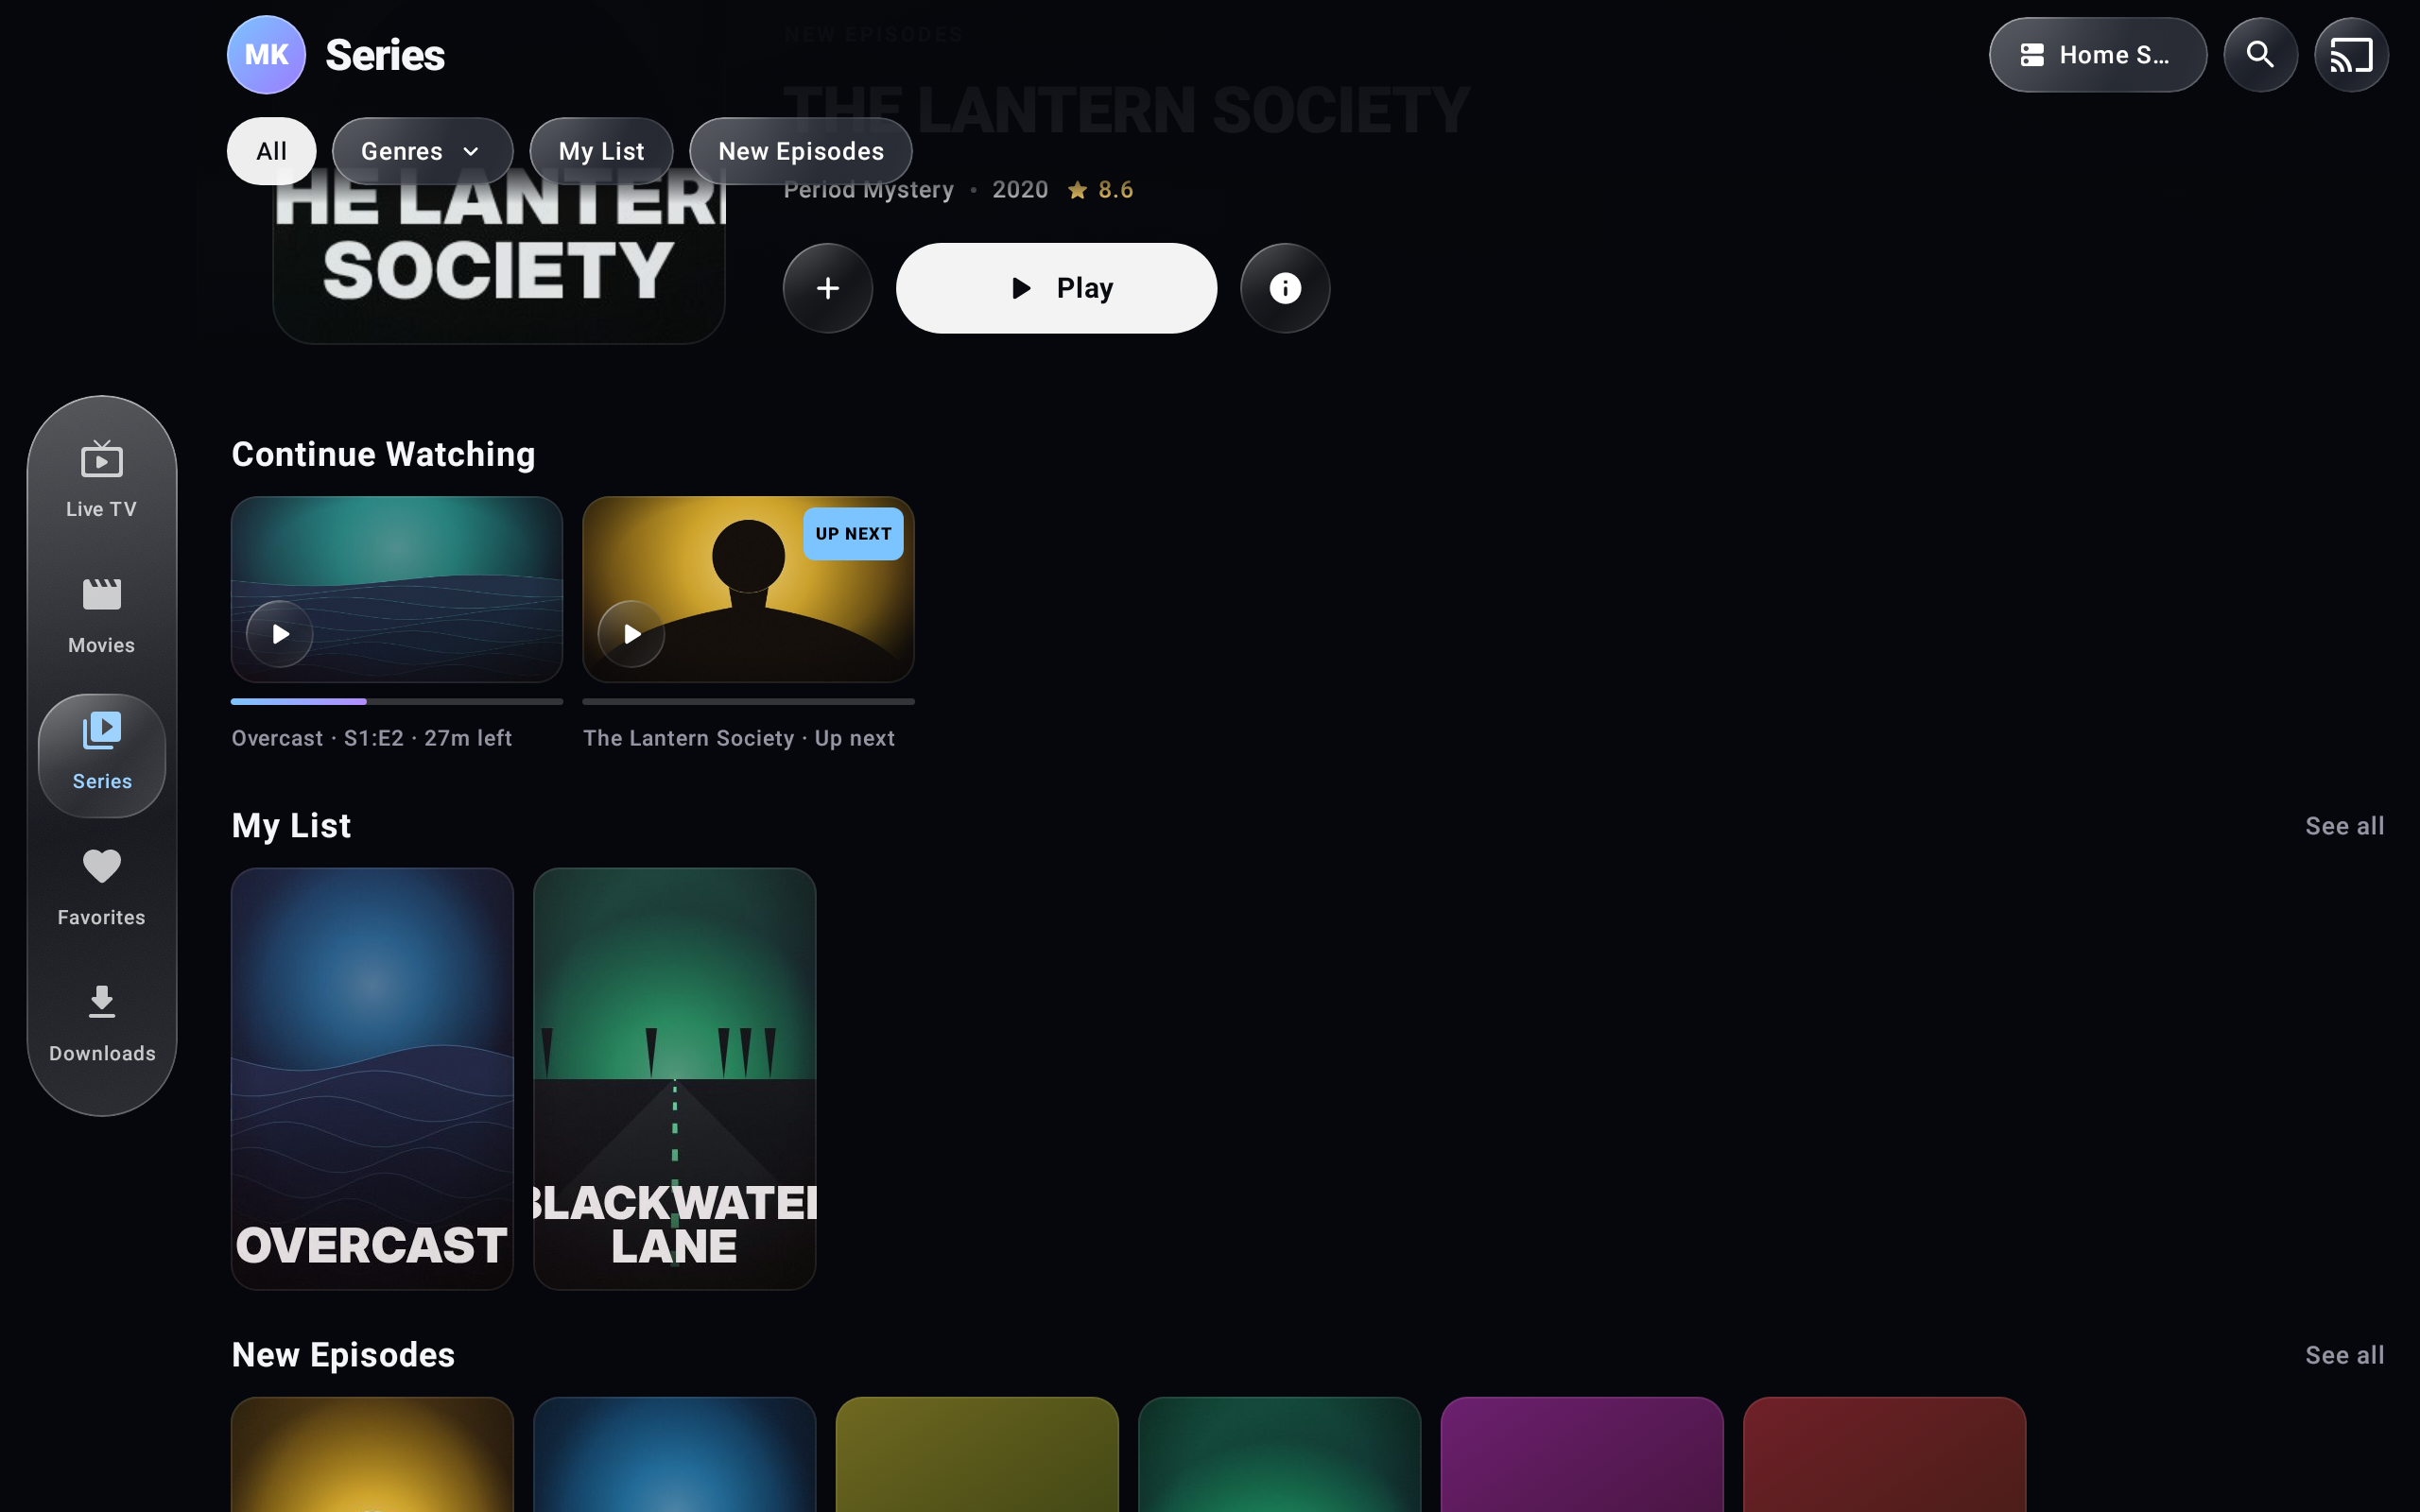 MK
Series
NEW EPISODES
Home S...
THE LANTERN SOCIETY
All
Genres
My List
New Episodes
HE LANTER
SOCIETY
Period Mystery • 2020 ★ 8.6
Play
Live TV
Movies
Series
Favorites
Downloads
Continue Watching
UP NEXT
Overcast · S1:E2 · 27m left
The Lantern Society · Up next
My List
See all
OVERCAST
BLACKWATER
LANE
New Episodes
See all